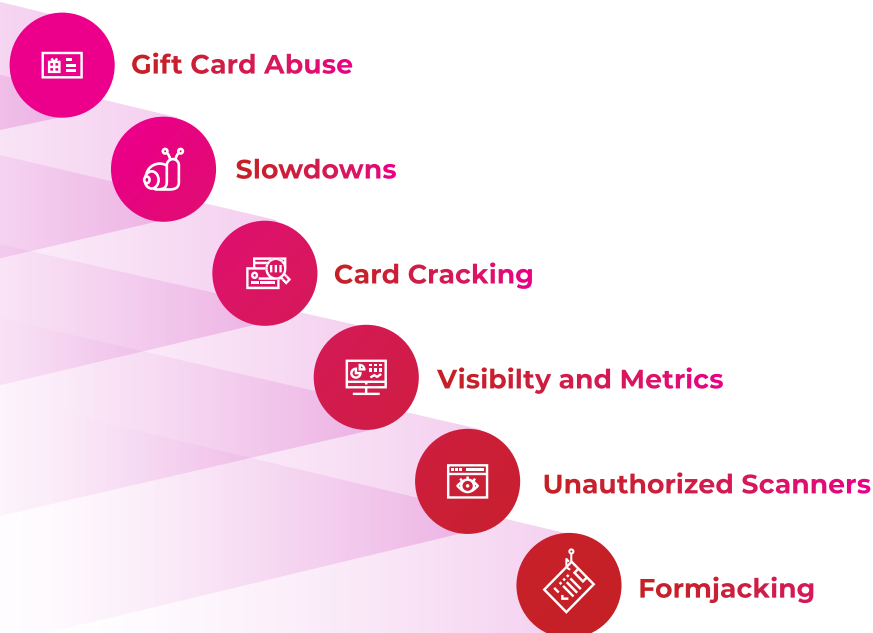 Gift Card Abuse
Slowdowns
Card Cracking
Visibilty and Metrics
Unauthorized Scanners
Formjacking